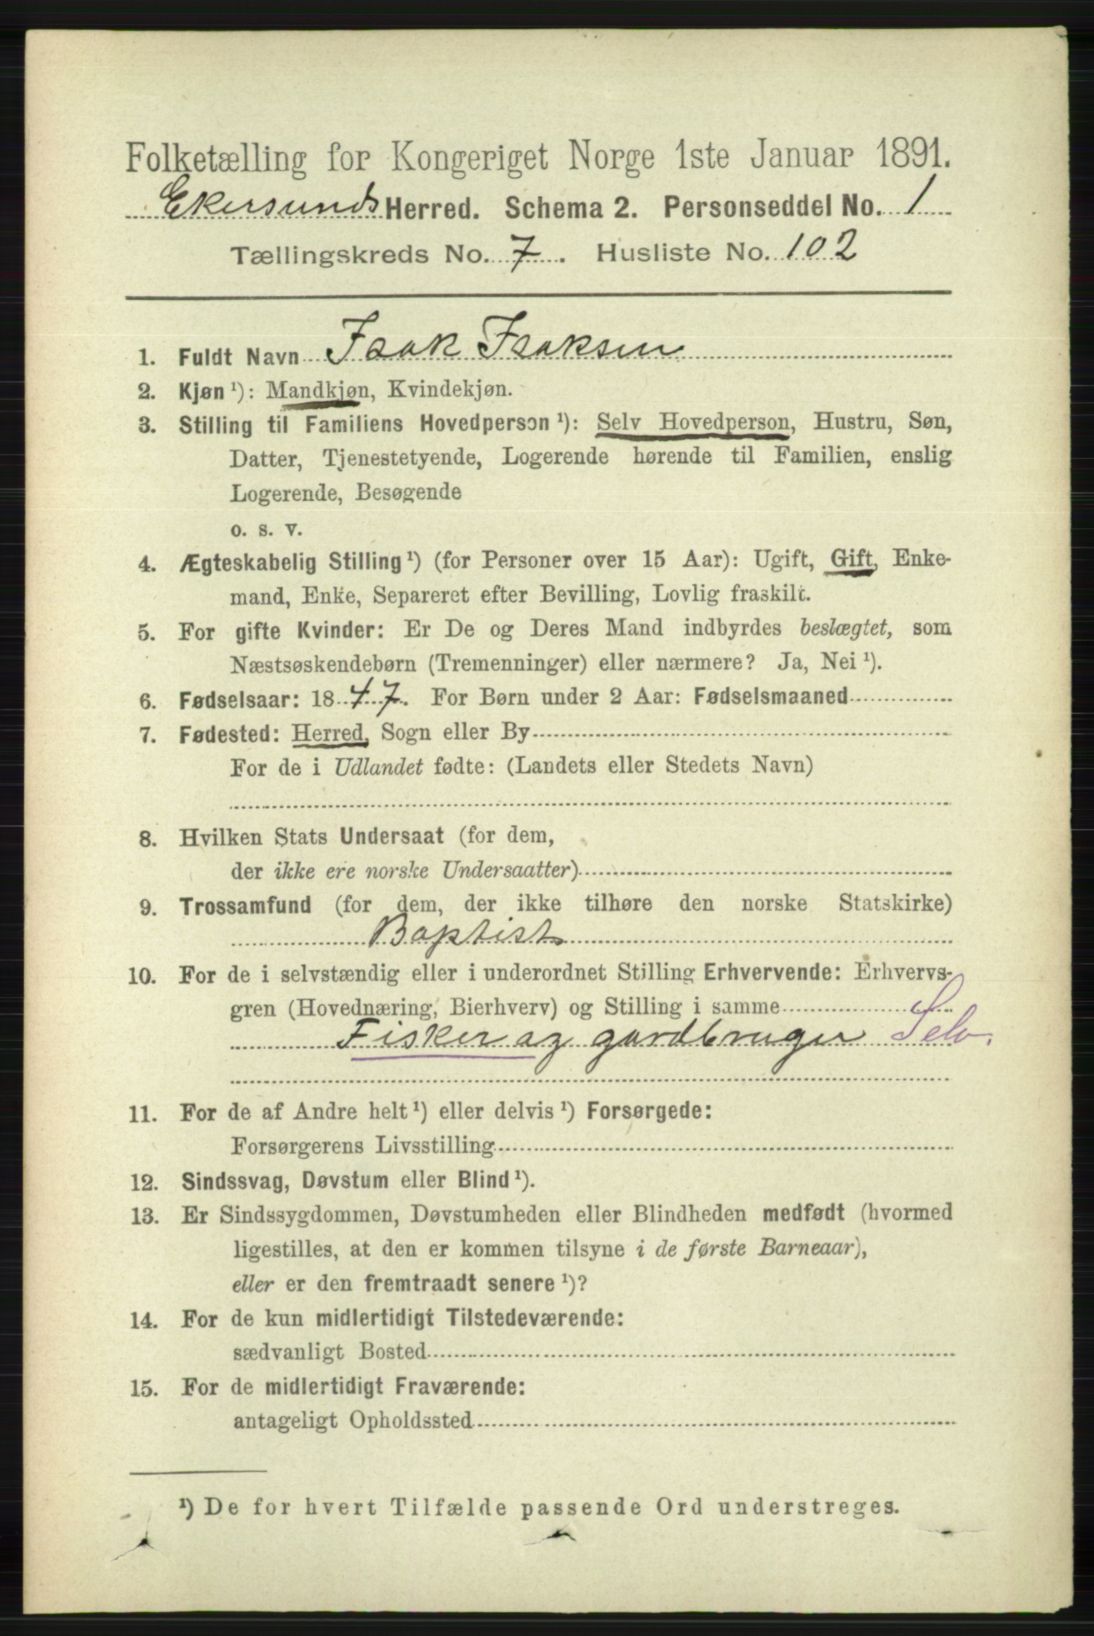 Folketælling for Kongeriget Norge 1ste Januar 1891.
Ekersunds Herred. Schema 2. Personseddel No. 1
Tællingskreds No. 7. Husliste No. 102
1. Fuldt Navn Isak Isaksen
2. Kjøn ¹): Mandkjøn, Kvindekjøn.
3. Stilling til Familiens Hovedperson ¹): Selv Hovedperson, Hustru, Søn,
Datter, Tjenestetyende, Logerende hørende til Familien, enslig
Logerende, Besøgende
o. s. v.
4. Ægteskabelig Stilling ¹) (for Personer over 15 Aar): Ugift, Gift, Enke-
mand, Enke, Separeret efter Bevilling, Lovlig fraskilt.
5. For gifte Kvinder: Er De og Deres Mand indbyrdes beslægtet, som
Næstsøskendebørn (Tremenninger) eller nærmere? Ja, Nei ¹).
6. Fødselsaar: 1847. For Børn under 2 Aar: Fødselsmaaned
7. Fødested: Herred, Sogn eller By
For de i Udlandet fødte: (Landets eller Stedets Navn)
8. Hvilken Stats Undersaat (for dem,
der ikke ere norske Undersaatter)
9. Trossamfund (for dem, der ikke tilhøre den norske Statskirke)
Baptist
10. For de i selvstændig eller i underordnet Stilling Erhvervende: Erhvervs-
gren (Hovednæring, Bierhverv) og Stilling i samme
Fisker og gardbruger Selv.
11. For de af Andre helt ¹) eller delvis ¹) Forsørgede:
Forsørgerens Livsstilling
12. Sindssvag, Døvstum eller Blind ¹).
13. Er Sindssygdommen, Døvstumheden eller Blindheden medfødt (hvormed
ligestilles, at den er kommen tilsyne i de første Barneaar),
eller er den fremtraadt senere ¹)?
14. For de kun midlertidigt Tilstedeværende:
sædvanligt Bosted
15. For de midlertidigt Fraværende:
antageligt Opholdssted
¹) De for hvert Tilfælde passende Ord understreges.